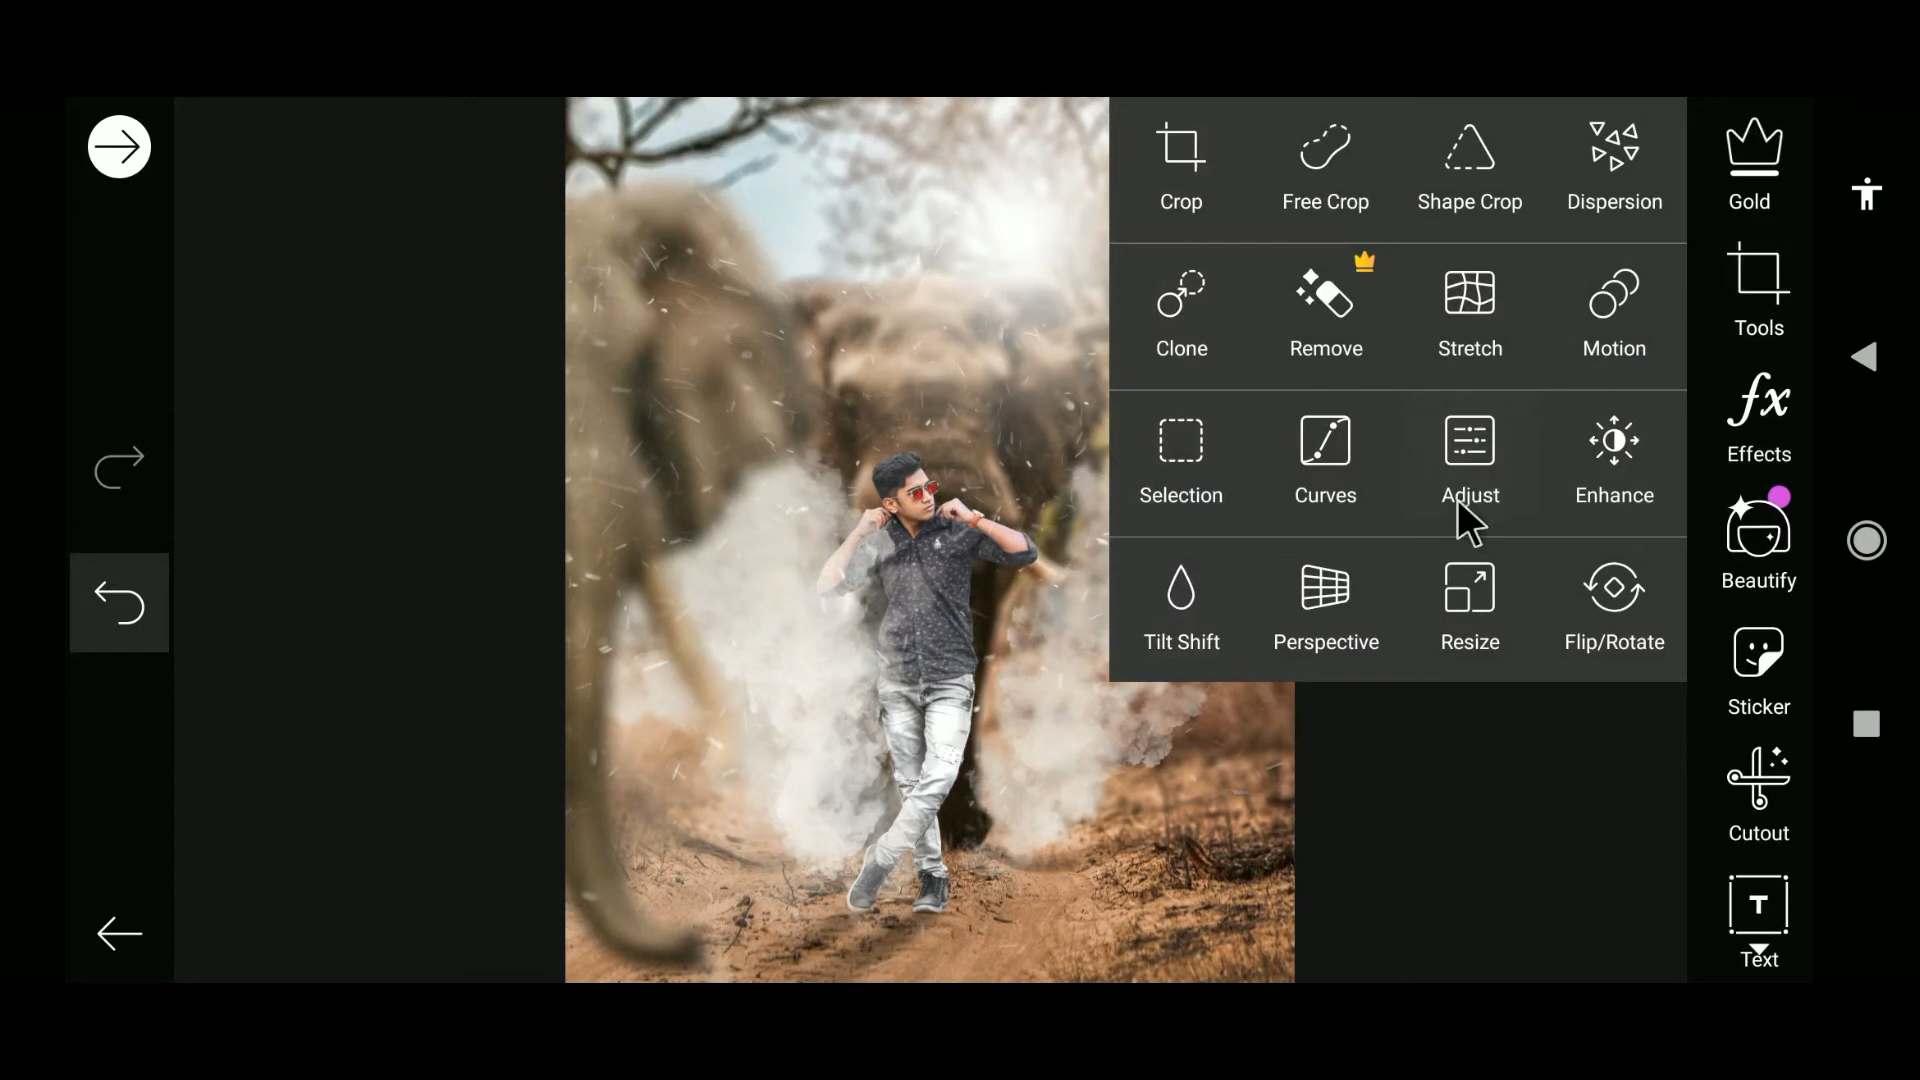 Crop Free Crop Shape Crop Dispersion
Clone Remove Stretch Motion
Selection Curves Adjust Enhance
Tilt Shift Perspective Resize Flip/Rotate
Gold
Tools
fx
Effects
Beautify
Sticker
Cutout
T
Text